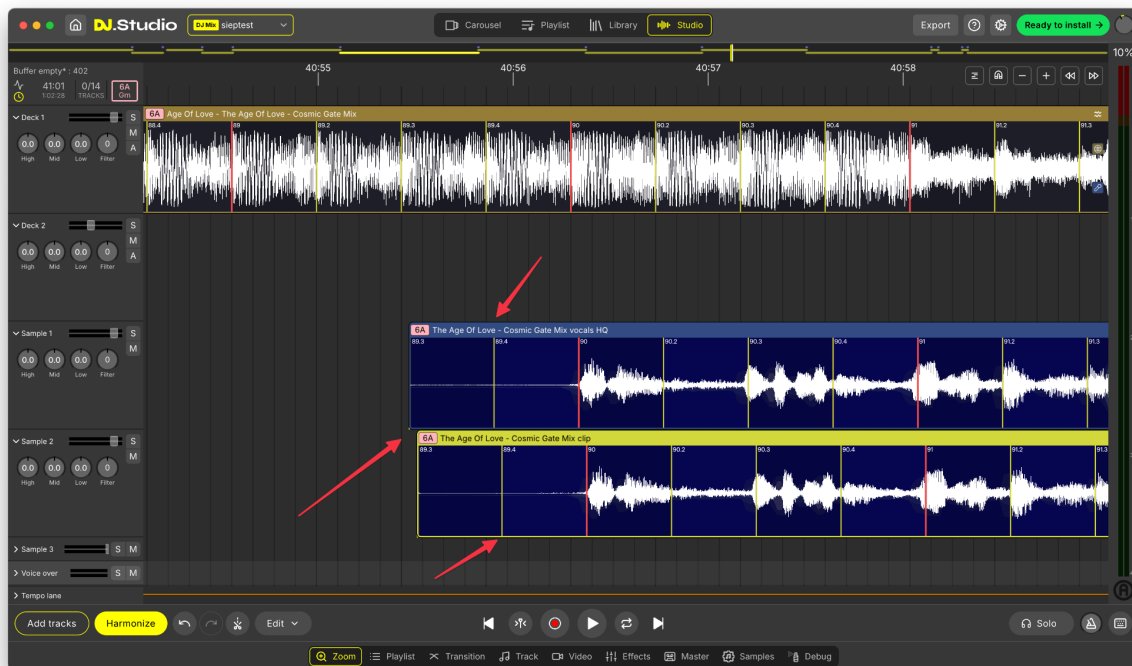 DJ.Studio
DJ Mix sieptest
Carousel
Playlist
Library
Studio
Export
Ready to install →
10%
Buffer empty* : 402
41:01
1:02:28
0/14
TRACKS
6A
Gm
40:55
40:56
40:57
40:58
Deck 1
S
M
A
0.0
0.0
0.0
0
High
Mid
Low
Filter
6A Age Of Love - The Age Of Love - Cosmic Gate Mix
88.4
89
89.2
89.3
89.4
90
90.2
90.3
90.4
91
91.2
91.3
Deck 2
S
M
A
0.0
0.0
0.0
0
High
Mid
Low
Filter
Sample 1
S
M
0.0
0.0
0.0
0
High
Mid
Low
Filter
6A The Age Of Love - Cosmic Gate Mix vocals HQ
89.3
89.4
90
90.2
90.3
90.4
91
91.2
91.3
Sample 2
S
M
0.0
0.0
0.0
0
High
Mid
Low
Filter
6A The Age Of Love - Cosmic Gate Mix clip
89.3
89.4
90
90.2
90.3
90.4
91
91.2
91.3
Sample 3
S M
Voice over
S M
Tempo lane
Add tracks
Harmonize
Edit
Solo
Zoom
Playlist
Transition
Track
Video
Effects
Master
Samples
Debug